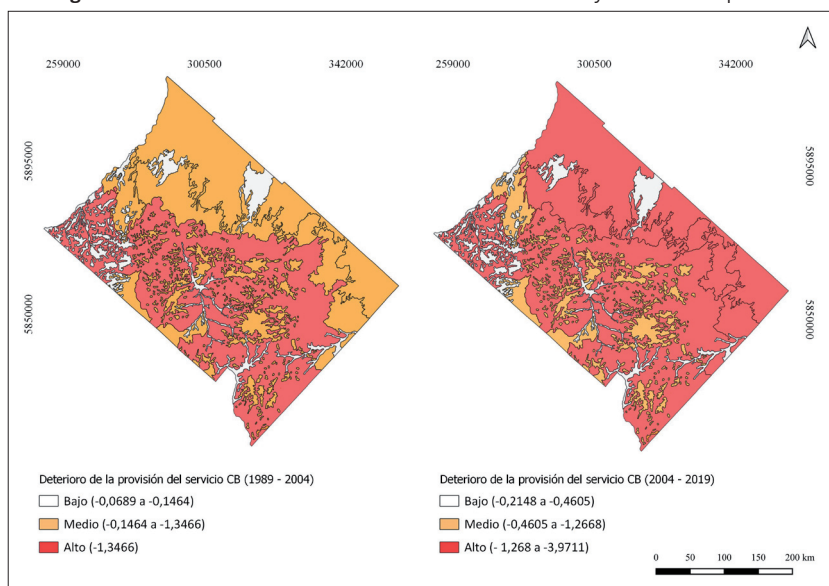 259000 300500 342000 259000 300500 342000
5895000 5895000
5850000 5850000
Deterioro de la provisión del servicio CB (1989 - 2004)
Bajo (-0,0689 a -0,1464)
Medio (-0,1464 a -1,3466)
Alto (-1,3466)
Deterioro de la provisión del servicio CB (2004 - 2019)
Bajo (-0,2148 a -0,4605)
Medio (-0,4605 a -1,2668)
Alto (- 1,268 a -3,9711)
0 50 100 150 200 km